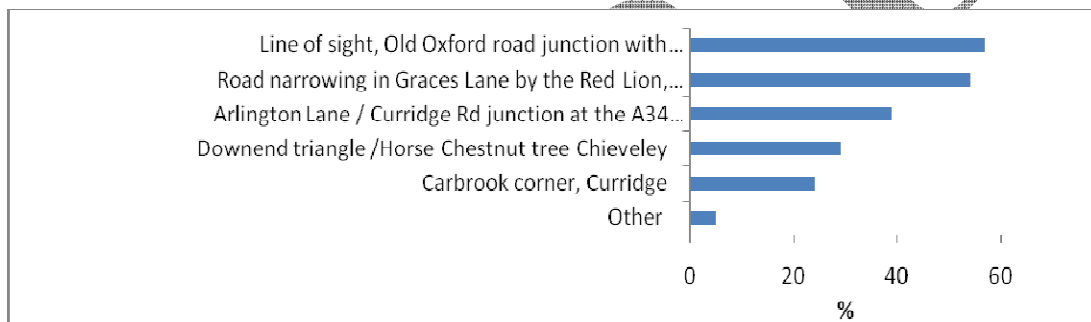 Line of sight, Old Oxford road junction with...
Road narrowing in Graces Lane by the Red Lion,...
Arlington Lane / Curridge Rd junction at the A34...
Downend triangle /Horse Chestnut tree Chieveley
Carbrook corner, Curridge
Other
0 20 40 60
%